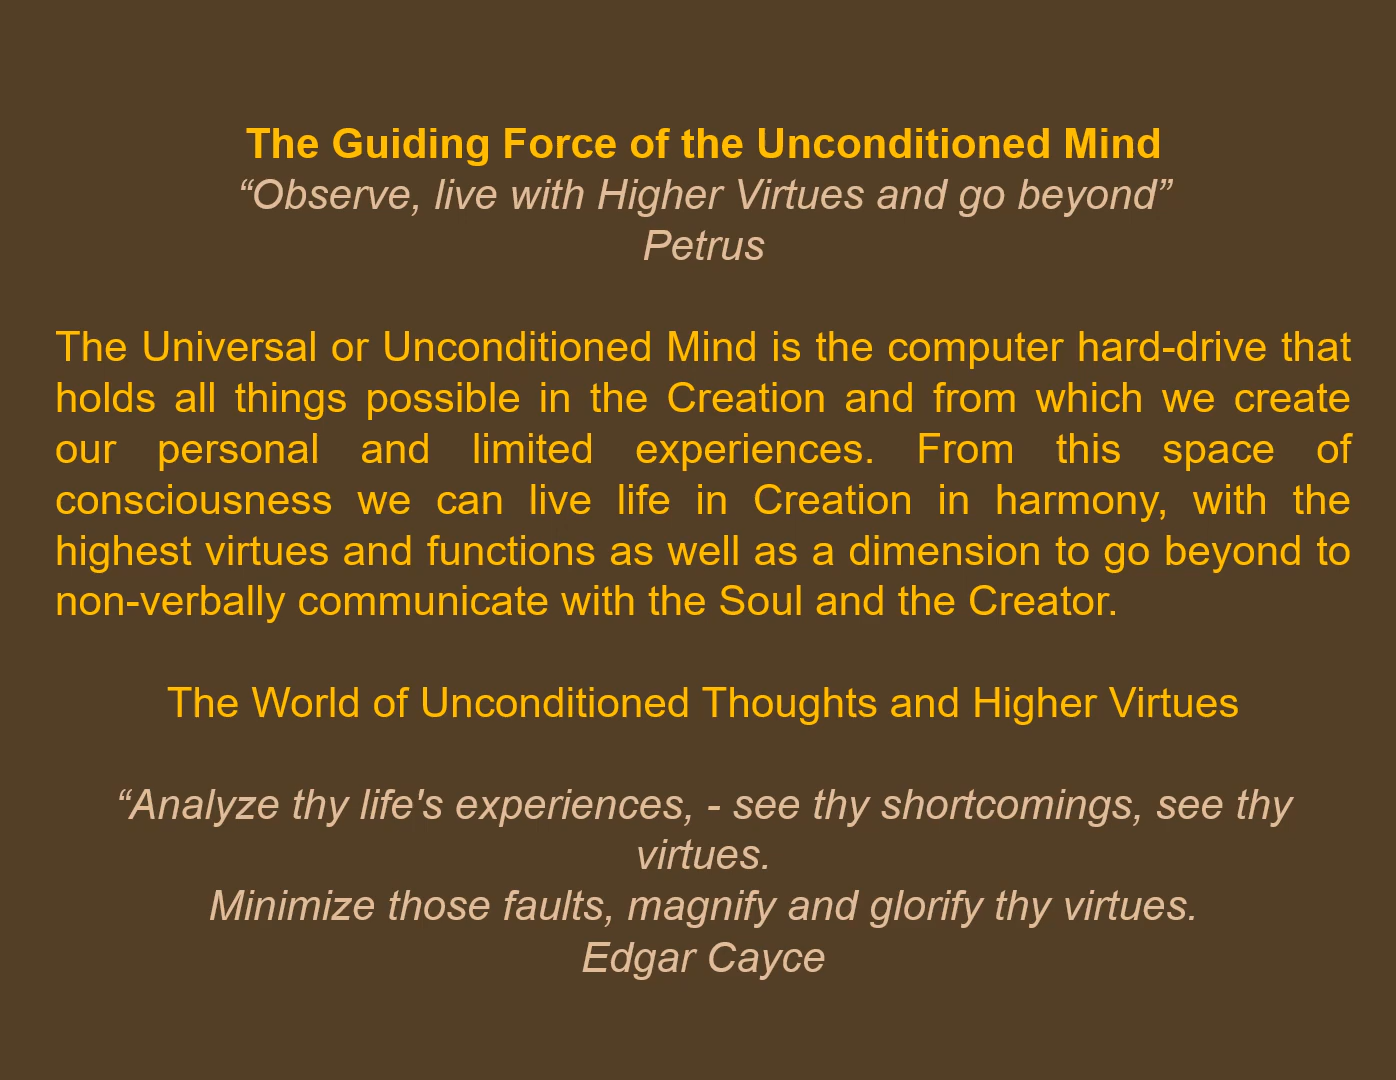 The Guiding Force of the Unconditioned Mind
“Observe, live with Higher Virtues and go beyond”
Petrus
The Universal or Unconditioned Mind is the computer hard-drive that
holds all things possible in the Creation and from which we create
our personal and limited experiences. From this space of
consciousness we can live life in Creation in harmony, with the
highest virtues and functions as well as a dimension to go beyond to
non-verbally communicate with the Soul and the Creator.
The World of Unconditioned Thoughts and Higher Virtues
“Analyze thy life's experiences, - see thy shortcomings, see thy
virtues.
Minimize those faults, magnify and glorify thy virtues.
Edgar Cayce